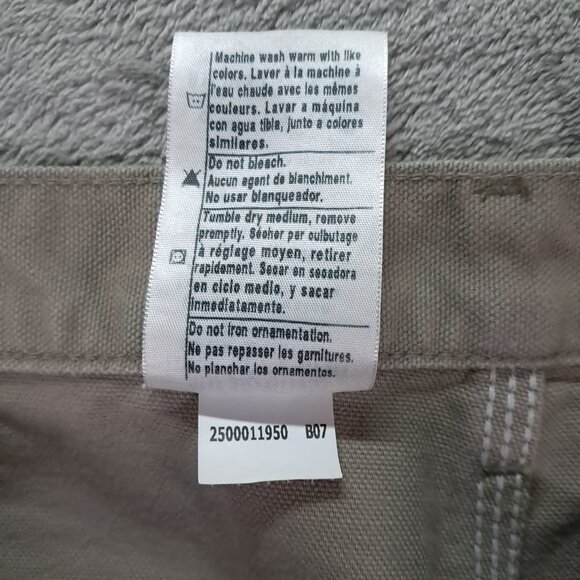 Machine wash warm with like
colors. Laver à la machine à
l'eau chaude avec les mêmes
couleurs. Lavar a máquina
con agua tibia, junto a colores
similares.
Do not bleach.
Aucun agent de blanchiment.
No usar blanqueador.
Tumble dry medium, remove
promptly. Sécher par culbutage
à réglage moyen, retirer
rapidement. Secar en secadora
en ciclo medio, y sacar
inmediatamente.
Do not iron ornamentation.
Ne pas repasser les garnitures.
No planchar los ornamentos.
2500011950 B07